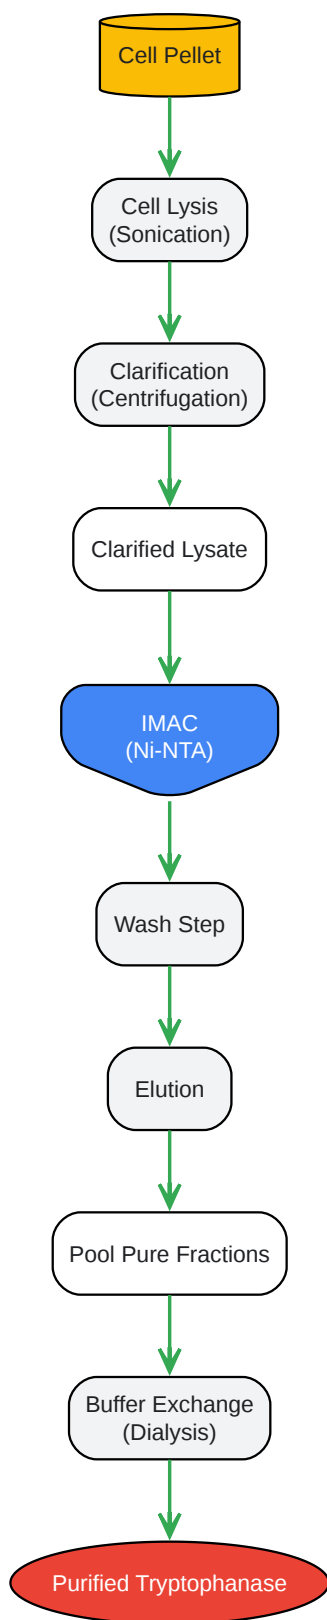 Cell Pellet
Cell Lysis
(Sonication)
Clarification
(Centrifugation)
Clarified Lysate
IMAC
(Ni-NTA)
Wash Step
Elution
Pool Pure Fractions
Buffer Exchange
(Dialysis)
Purified Tryptophanase